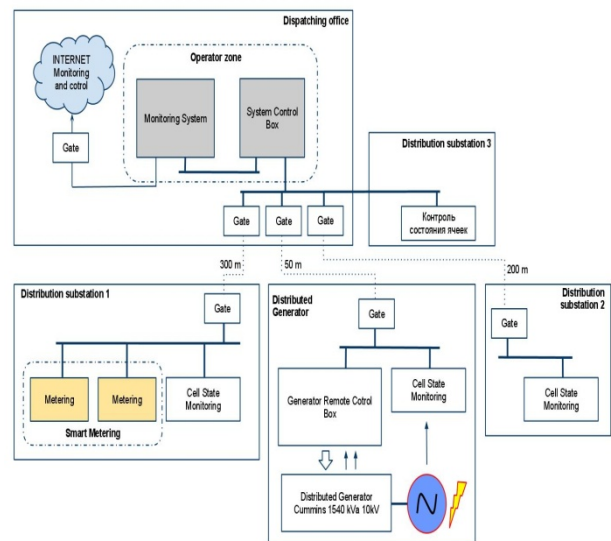 Dispatching office
INTERNET
Monitoring
and cotrol
Operator zone
Monitoring System
System Control
Box
Gate
Distribution substation 3
Gate
Gate
Gate
Контроль
состояния ячеек
300 m
50 m
200 m
Distribution substation 1
Gate
Metering
Metering
Cell State
Monitoring
Smart Metering
Distributed
Generator
Gate
Generator Remote Cotrol
Box
Cell State
Monitoring
Distributed Generator
Cummins 1540 kVa 10kV
N
Distribution
substation 2
Gate
Cell State
Monitoring